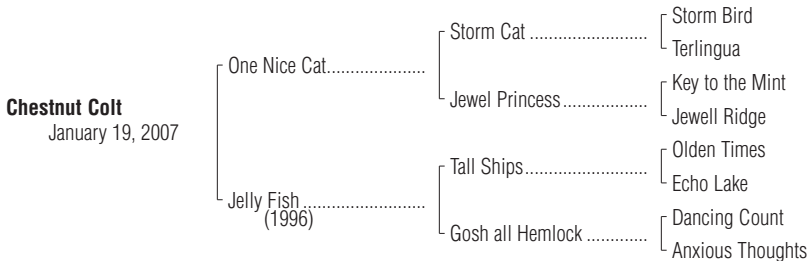 Chestnut Colt
January 19, 2007
One Nice Cat.....................
Jelly Fish ..........................
(1996)
Storm Cat .........................
Jewel Princess..................
Tall Ships..........................
Gosh all Hemlock .............
Storm Bird
Terlingua
Key to the Mint
Jewell Ridge
Olden Times
Echo Lake
Dancing Count
Anxious Thoughts